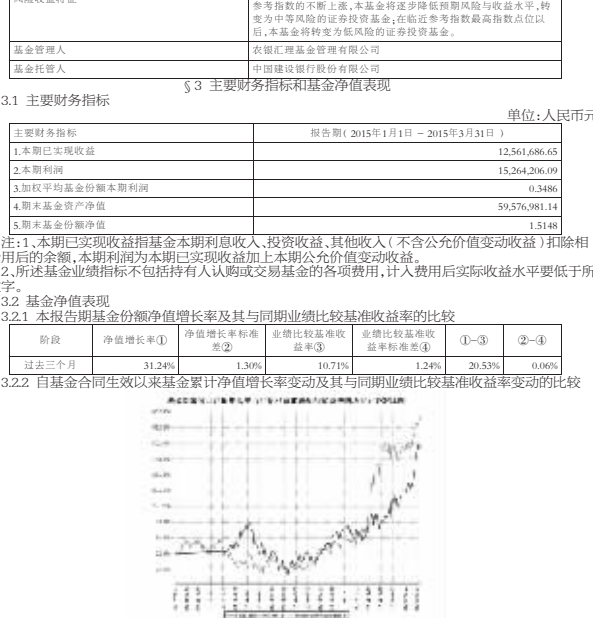 风险收益特征
参考指数的不断上涨,本基金将逐步降低预期风险与收益水平,转
变为中等风险的证券投资基金;在临近参考指数最高指数点位以
后,本基金将转变为低风险的证券投资基金。
基金管理人 农银汇理基金管理有限公司
基金托管人 中国建设银行股份有限公司
§3 主要财务指标和基金净值表现
3.1 主要财务指标
单位:人民币元
主要财务指标 报告期( 2015年1月1日 - 2015年3月31日 )
1.本期已实现收益 12,561,686.65
2.本期利润 15,264,206.09
3.加权平均基金份额本期利润 0.3486
4.期末基金资产净值 59,576,981.14
5.期末基金份额净值 1.5148
注:1、本期已实现收益指基金本期利息收入、投资收益、其他收入(不含公允价值变动收益)扣除相
用后的余额,本期利润为本期已实现收益加上本期公允价值变动收益。
2、所述基金业绩指标不包括持有人认购或交易基金的各项费用,计入费用后实际收益水平要低于所
字。
3.2 基金净值表现
3.2.1 本报告期基金份额净值增长率及其与同期业绩比较基准收益率的比较
阶段 净值增长率① 净值增长率标准差② 业绩比较基准收益率③ 业绩比较基准收益率标准差④ ①-③ ②-④
过去三个月 31.24% 1.30% 10.71% 1.24% 20.53% 0.06%
3.2.2 自基金合同生效以来基金累计净值增长率变动及其与同期业绩比较基准收益率变动的比较